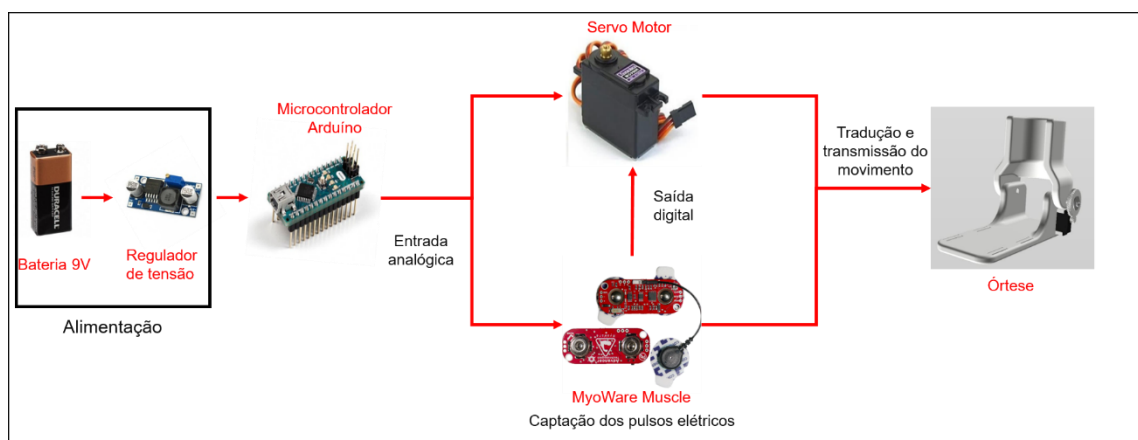 Servo Motor
Microcontrolador
Arduíno
Tradução e
transmissão do
movimento
DURACELL
Saída
digital
Entrada
analógica
Bateria 9V
Regulador
de tensão
Órtese
Alimentação
MyoWare Muscle
Captação dos pulsos elétricos